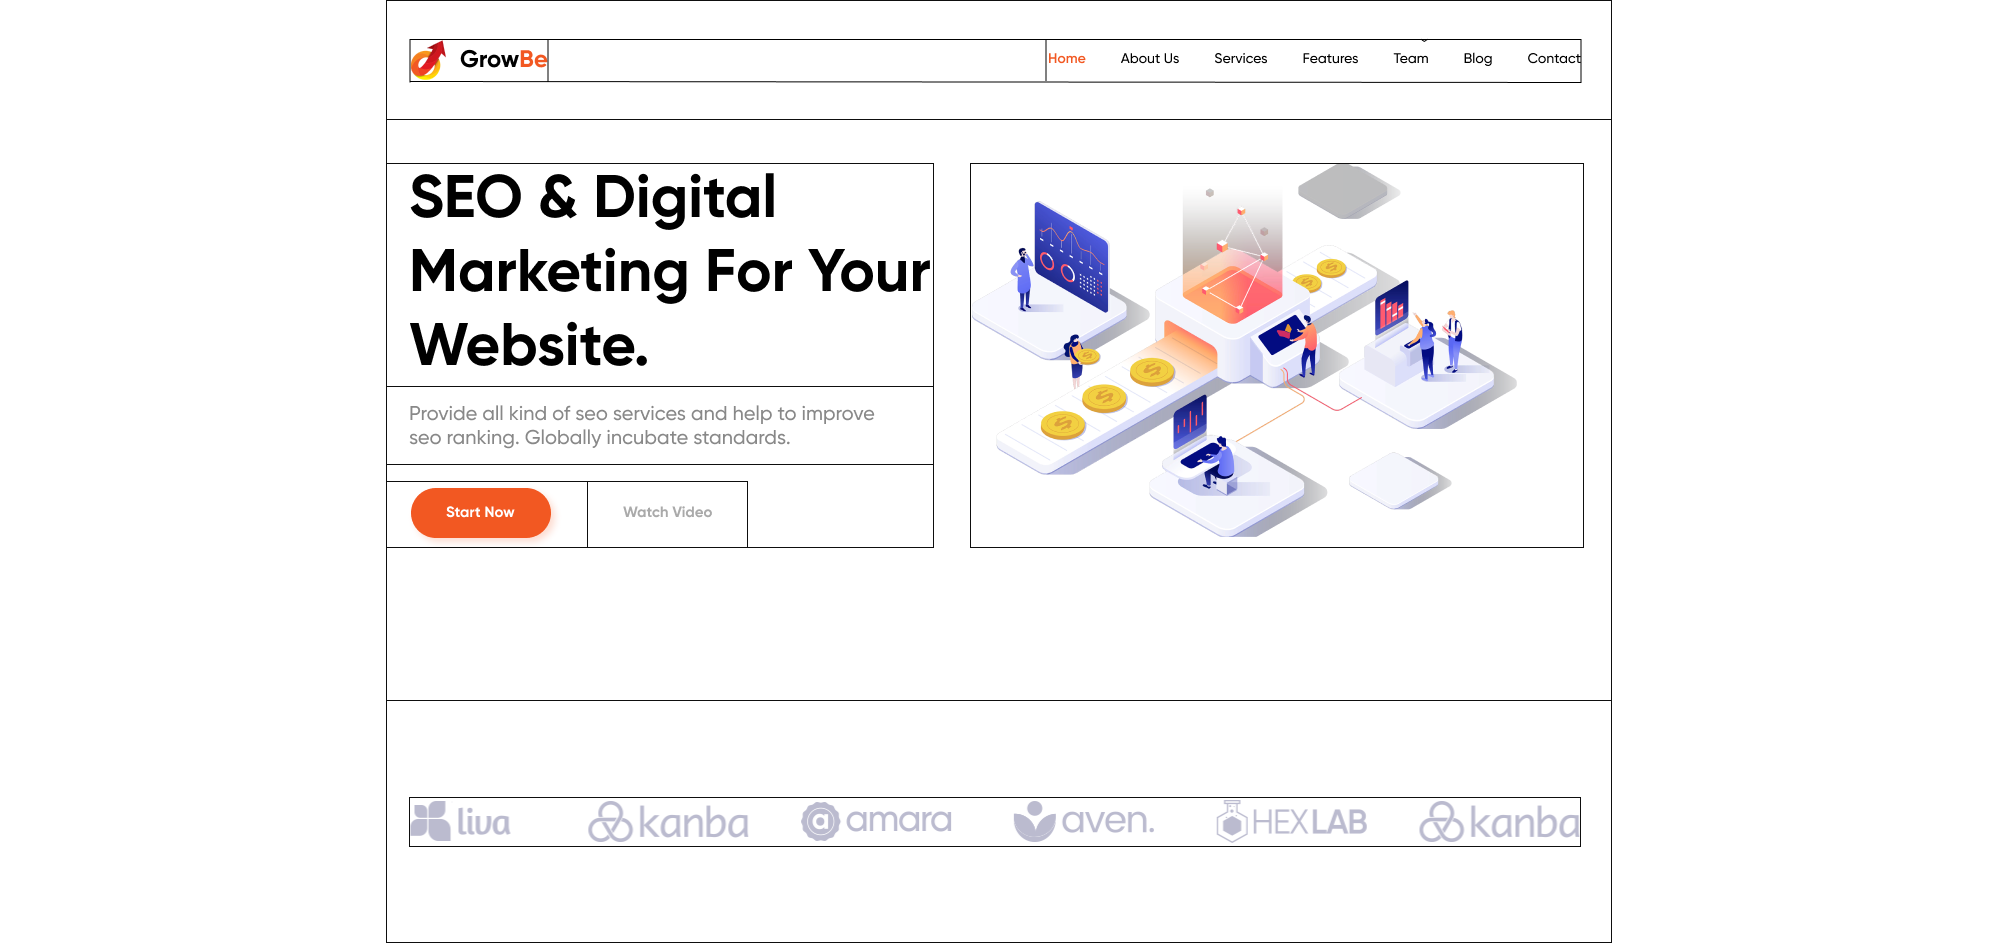 GrowBe
Home About Us Services Features Team Blog Contact
SEO & Digital
Marketing For Your
Website.
Provide all kind of seo services and help to improve
seo ranking. Globally incubate standards.
Start Now Watch Video
liva kanba amara aven. HEXLAB kanba